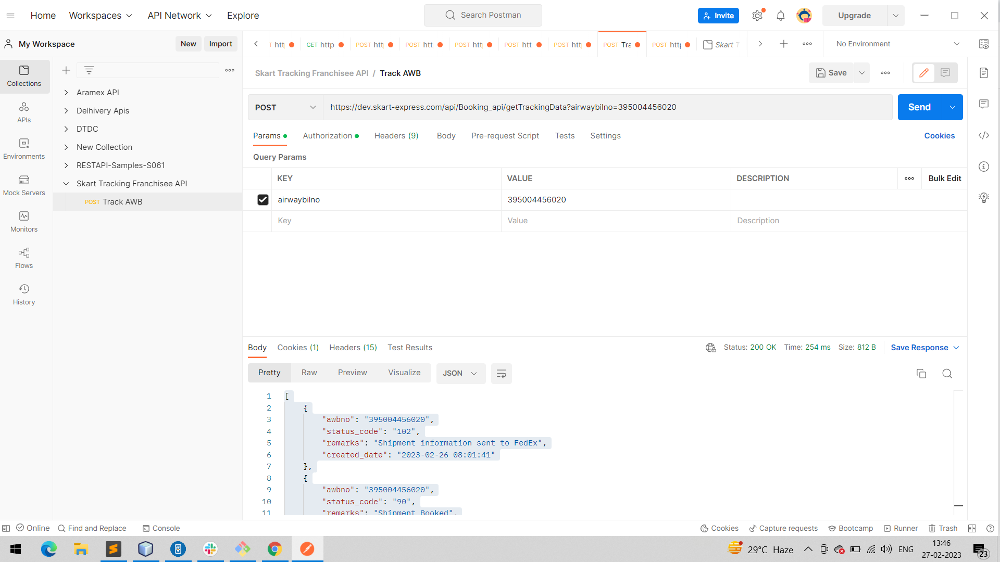 Home Workspaces API Network Explore Search Postman Invite Upgrade
My Workspace New Import
T htt GET http POST htt POST htt POST htt POST htt POST htt POST Tra POST http Skart T No Environment
Collections
APIs
Environments
Mock Servers
Monitors
Flows
History
Aramex API
Delhivery Apis
DTDC
New Collection
RESTAPI-Samples-S061
Skart Tracking Franchisee API
POST Track AWB
Skart Tracking Franchisee API / Track AWB Save
POST https://dev.skart-express.com/api/Booking_api/getTrackingData?airwaybilno=395004456020 Send
Params Authorization Headers (9) Body Pre-request Script Tests Settings Cookies
Query Params
KEY VALUE DESCRIPTION Bulk Edit
airwaybilno 395004456020
Key Value Description
Body Cookies (1) Headers (15) Test Results Status: 200 OK Time: 254 ms Size: 812 B Save Response
Pretty Raw Preview Visualize JSON
1 [
2 {
3 "awbno": "395004456020",
4 "status_code": "102",
5 "remarks": "Shipment information sent to FedEx",
6 "created_date": "2023-02-26 08:01:41"
7 },
8 {
9 "awbno": "395004456020",
10 "status_code": "90",
11 "remarks": "Shipment Booked",
Online Find and Replace Console Cookies Capture requests Bootcamp Runner Trash
29°C Haze ENG 13:46
27-02-2023 23